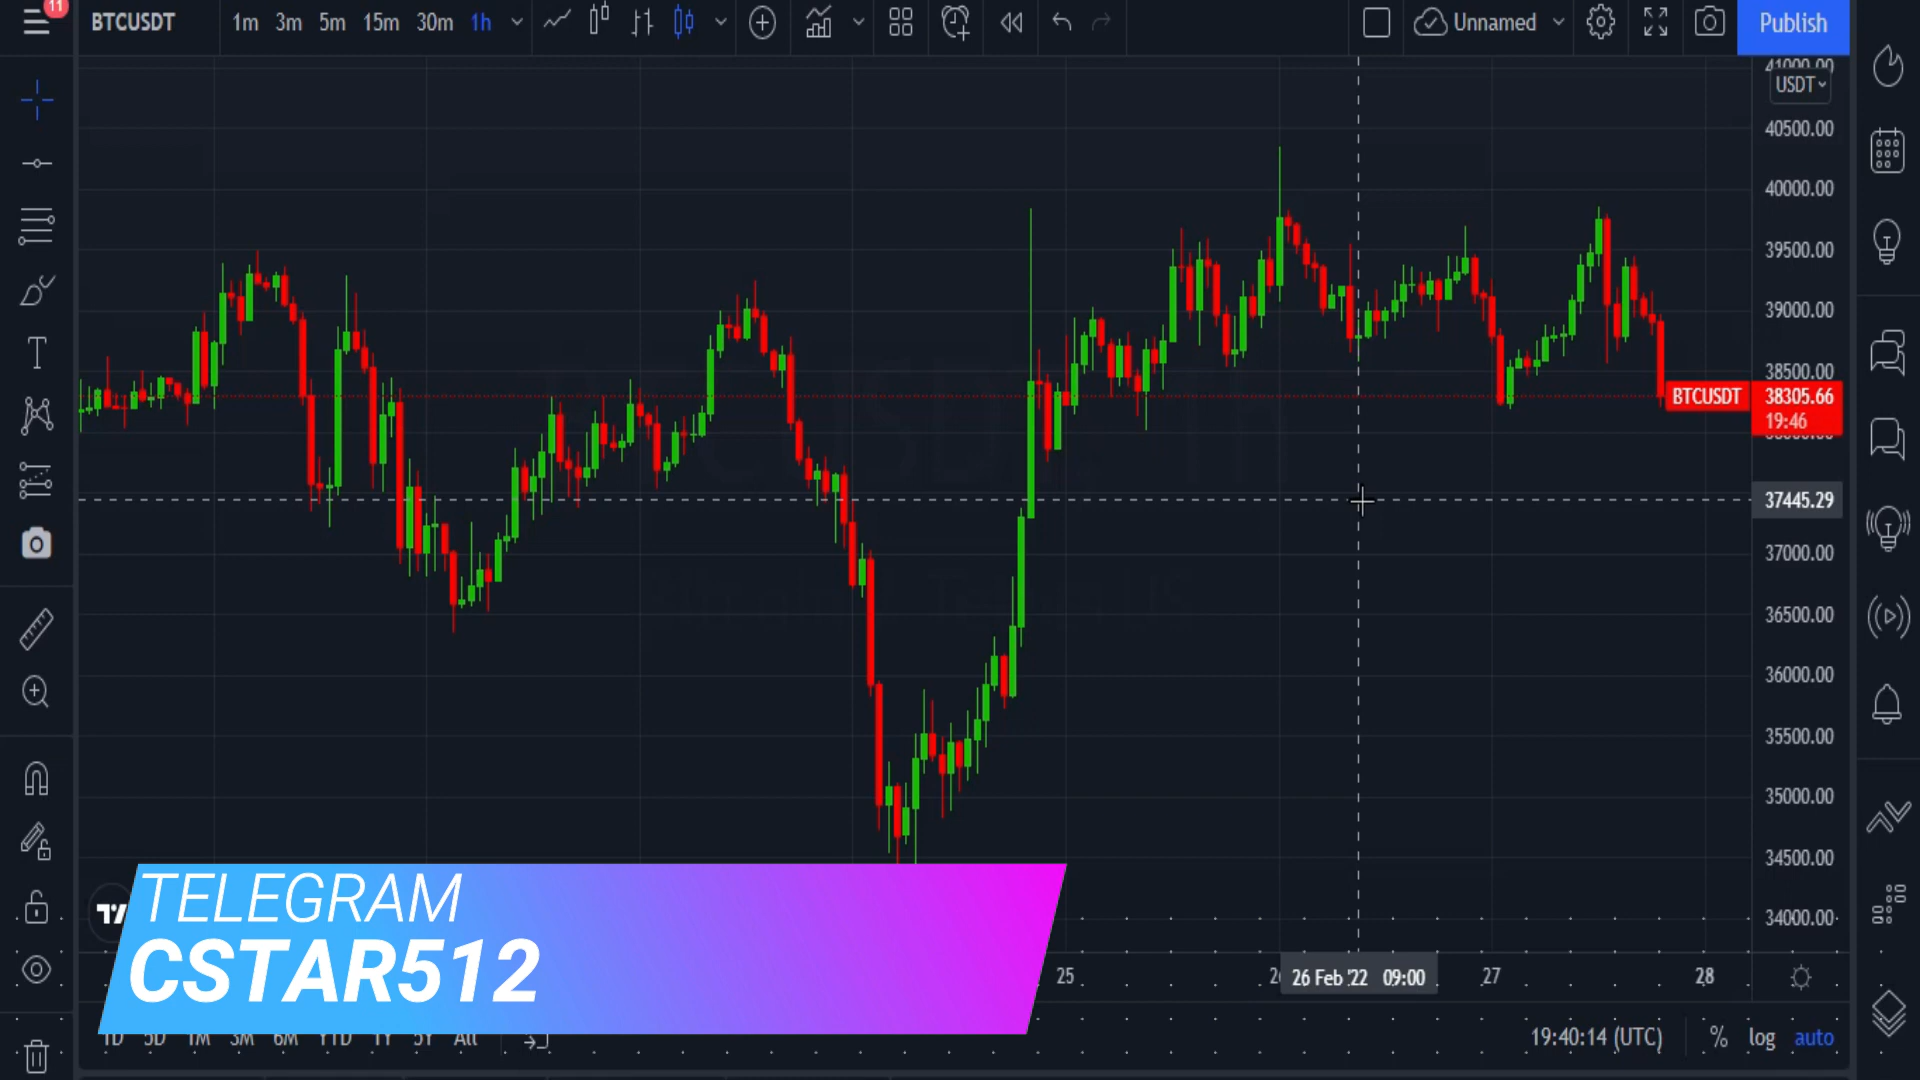 11
BTCUSDT 1m 3m 5m 15m 30m 1h Unnamed Publish
41000.00
USDT
40500.00
40000.00
39500.00
39000.00
38500.00
BTCUSDT 38305.66
19:46
38000.00
37445.29
37000.00
36500.00
36000.00
35500.00
35000.00
34500.00
34000.00
TELEGRAM
CSTAR512
25 26 Feb '22 09:00 27 28
1D 5D 1M 3M 6M YTD 1Y 5Y All 19:40:14 (UTC) % log auto